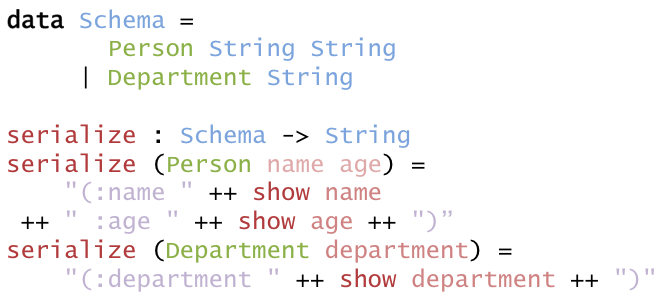 data Schema =
Person String String
| Department String
serialize : Schema -> String
serialize (Person name age) =
"(:name " ++ show name
++ " :age " ++ show age ++ ")”
serialize (Department department) =
"(:department " ++ show department ++ ")"